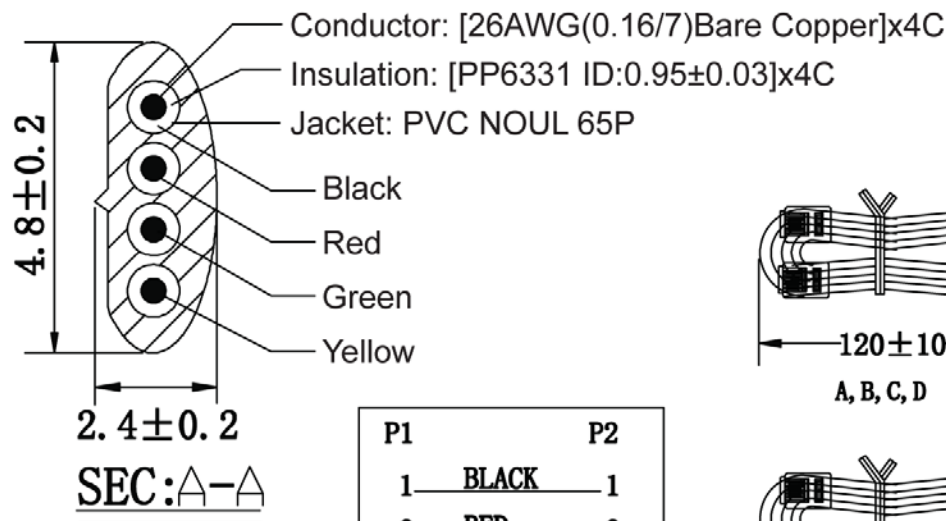 Conductor: [26AWG(0.16/7)Bare Copper]x4C
Insulation: [PP6331 ID:0.95±0.03]x4C
Jacket: PVC NOUL 65P
4.8±0.2
Black
Red
Green
Yellow
120±10
A, B, C, D
2.4±0.2
SEC:A-A
P1 P2
1 BLACK 1
RED